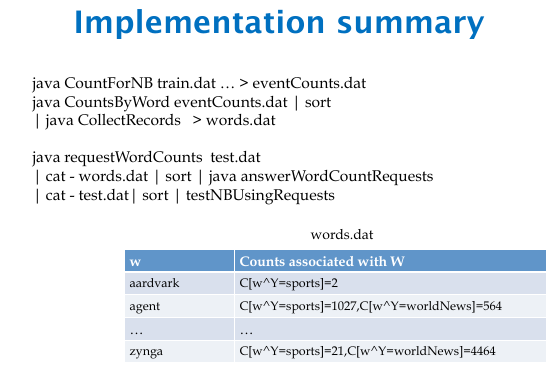 Implementation summary
java CountForNB train.dat … > eventCounts.dat
java CountsByWord eventCounts.dat | sort
| java CollectRecords > words.dat
java requestWordCounts test.dat
| cat - words.dat | sort | java answerWordCountRequests
| cat - test.dat| sort | testNBUsingRequests
words.dat
w Counts associated with W
aardvark C[w^Y=sports]=2
agent C[w^Y=sports]=1027,C[w^Y=worldNews]=564
… …
zynga C[w^Y=sports]=21,C[w^Y=worldNews]=4464